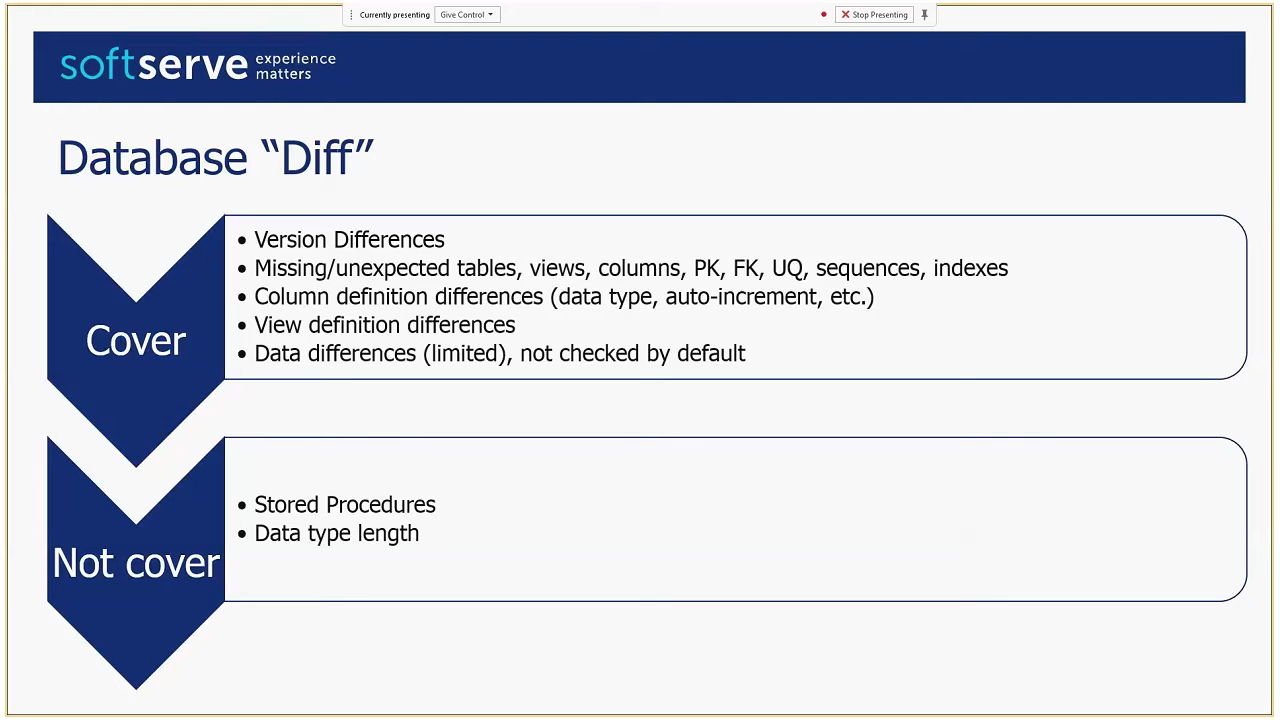 Currently presenting Give Control Stop Presenting
softserve experience matters
Database “Diff”
Cover
• Version Differences
• Missing/unexpected tables, views, columns, PK, FK, UQ, sequences, indexes
• Column definition differences (data type, auto-increment, etc.)
• View definition differences
• Data differences (limited), not checked by default
Not cover
• Stored Procedures
• Data type length